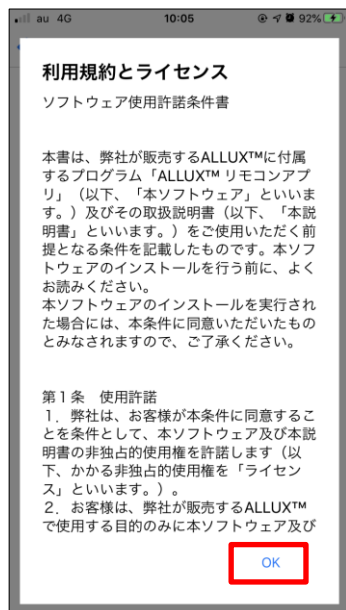 au 4G 10:05 92%
利用規約とライセンス
ソフトウェア使用許諾条件書
本書は、弊社が販売するALLUX™に付属
するプログラム「ALLUX™ リモコンアプ
リ」（以下、「本ソフトウェア」といいま
す。）及びその取扱説明書（以下、「本説
明書」といいます。）をご使用いただく前
提となる条件を記載したものです。本ソフ
トウェアのインストールを行う前に、よく
お読みください。
本ソフトウェアのインストールを実行され
た場合には、本条件に同意いただいたもの
とみなされますので、ご了承ください。
第１条　使用許諾
１．弊社は、お客様が本条件に同意するこ
とを条件として、本ソフトウェア及び本説
明書の非独占的使用権を許諾します（以
下、かかる非独占的使用権を「ライセン
ス」といいます。）。
２．お客様は、弊社が販売するALLUX™
で使用する目的のみに本ソフトウェア及び
OK